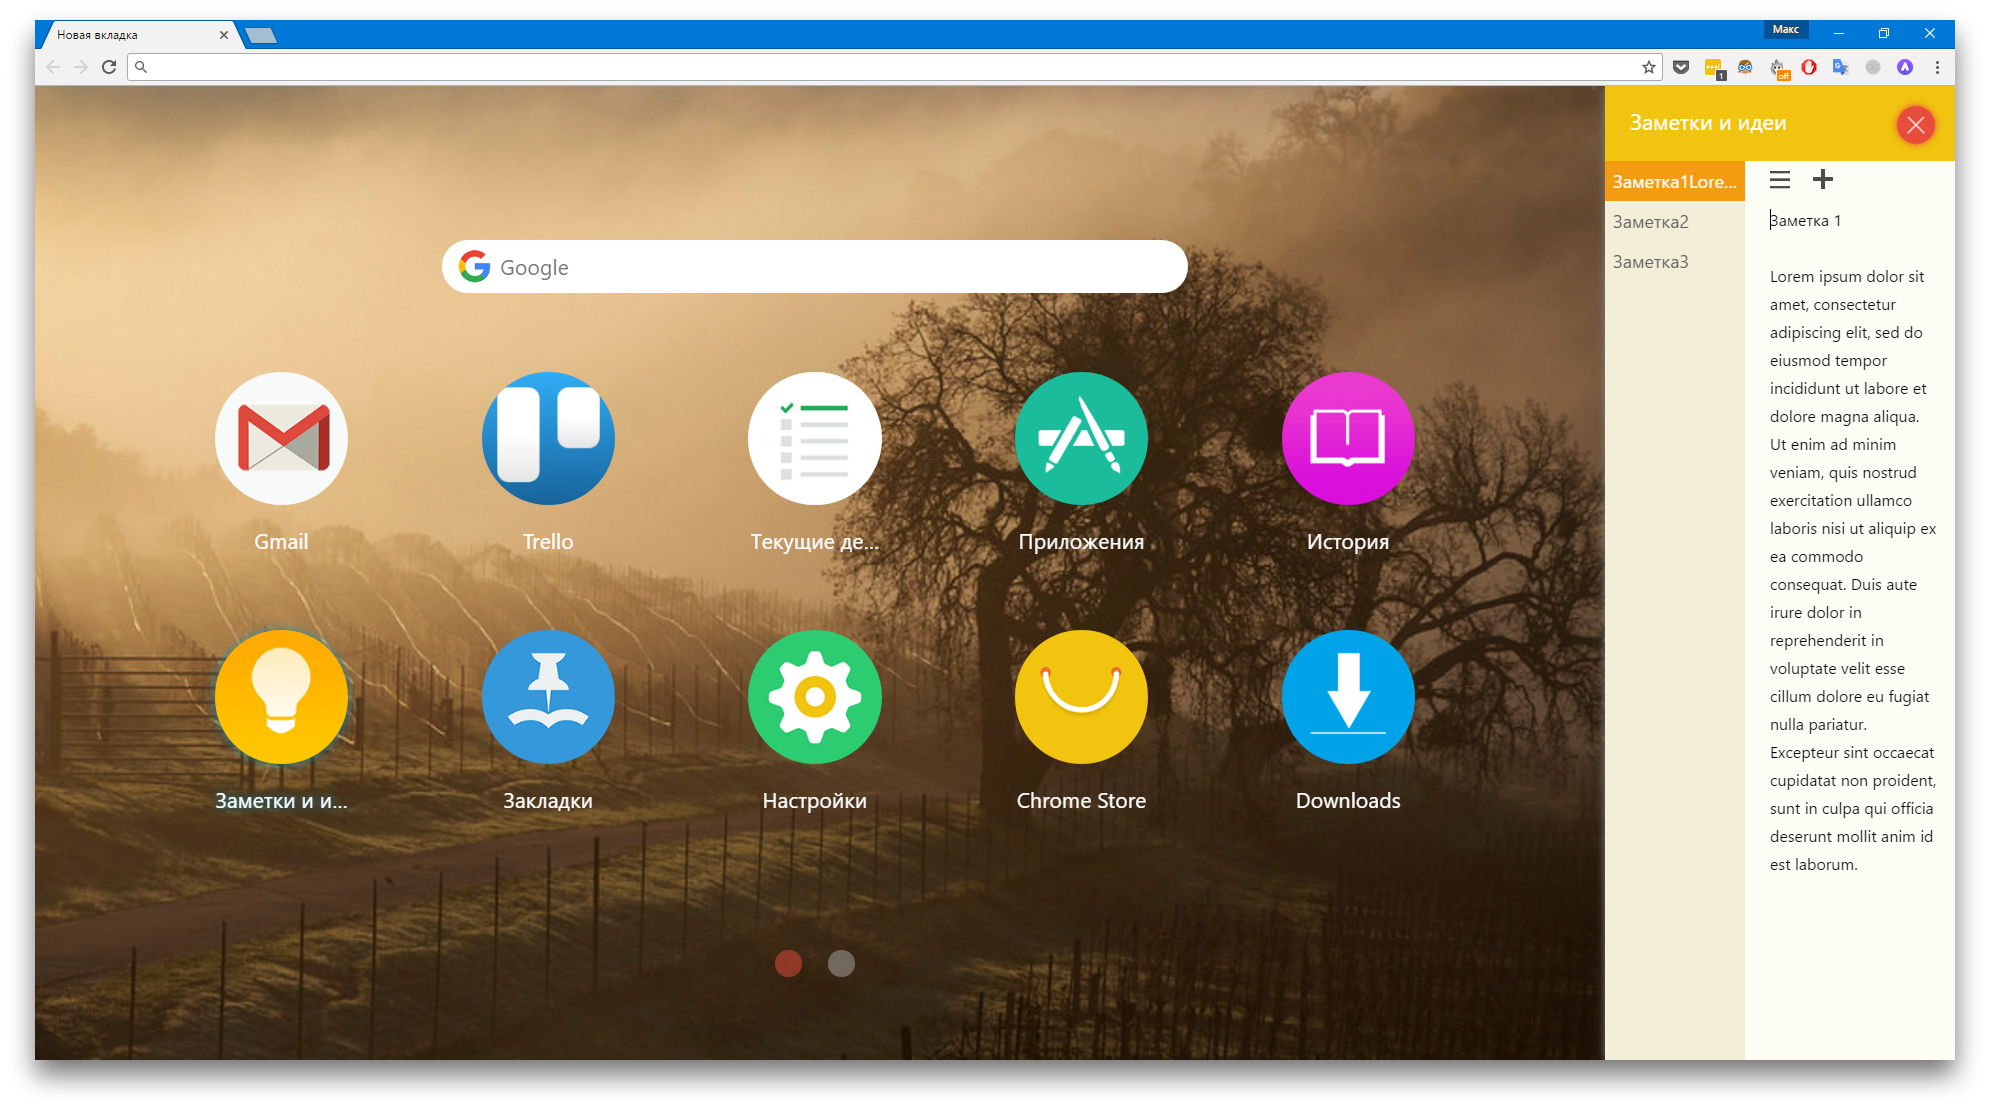 Новая вкладка
Макс
1
off
Google
Gmail
Trello
Текущие де...
Приложения
История
Заметки и и...
Закладки
Настройки
Chrome Store
Downloads
Заметки и идеи
Заметка1Lore...
Заметка2
Заметка3
Заметка 1
Lorem ipsum dolor sit
amet, consectetur
adipiscing elit, sed do
eiusmod tempor
incididunt ut labore et
dolore magna aliqua.
Ut enim ad minim
veniam, quis nostrud
exercitation ullamco
laboris nisi ut aliquip ex
ea commodo
consequat. Duis aute
irure dolor in
reprehenderit in
voluptate velit esse
cillum dolore eu fugiat
nulla pariatur.
Excepteur sint occaecat
cupidatat non proident,
sunt in culpa qui officia
deserunt mollit anim id
est laborum.